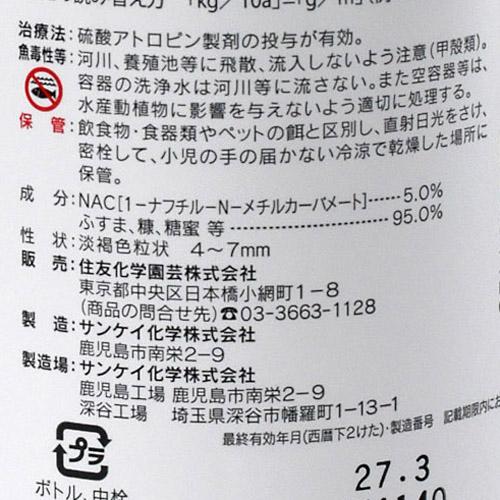 「kg/10a」=「g/㎡」
治療法：硫酸アトロピン製剤の投与が有効。
魚毒性等：河川、養殖池等に飛散、流入しないよう注意（甲殻類）。
容器の洗浄水は河川等に流さない。また空容器等は、
水産動植物に影響を与えないよう適切に処理する。
保　管：飲食物・食器類やペットの餌と区別し、直射日光をさけ、
密栓して、小児の手の届かない冷涼で乾燥した場所に
保管。
成　分：NAC[1−ナフチル−N−メチルカーバメート]------5.0%
ふすま、糠、糖蜜 等 ----------------------95.0%
性　状：淡褐色粒状　4〜7mm
販　売：住友化学園芸株式会社
東京都中央区日本橋小網町1−8
(商品の問合せ先)☎03-3663-1128
製　造：サンケイ化学株式会社
鹿児島市南栄2−9
製造場：サンケイ化学株式会社
鹿児島工場 鹿児島市南栄2−9
深谷工場　埼玉県深谷市幡羅町1-13-1
最終有効年月(西暦下2けた)・製造番号　記載期限内にお
プラ
27.3
ボトル、中栓